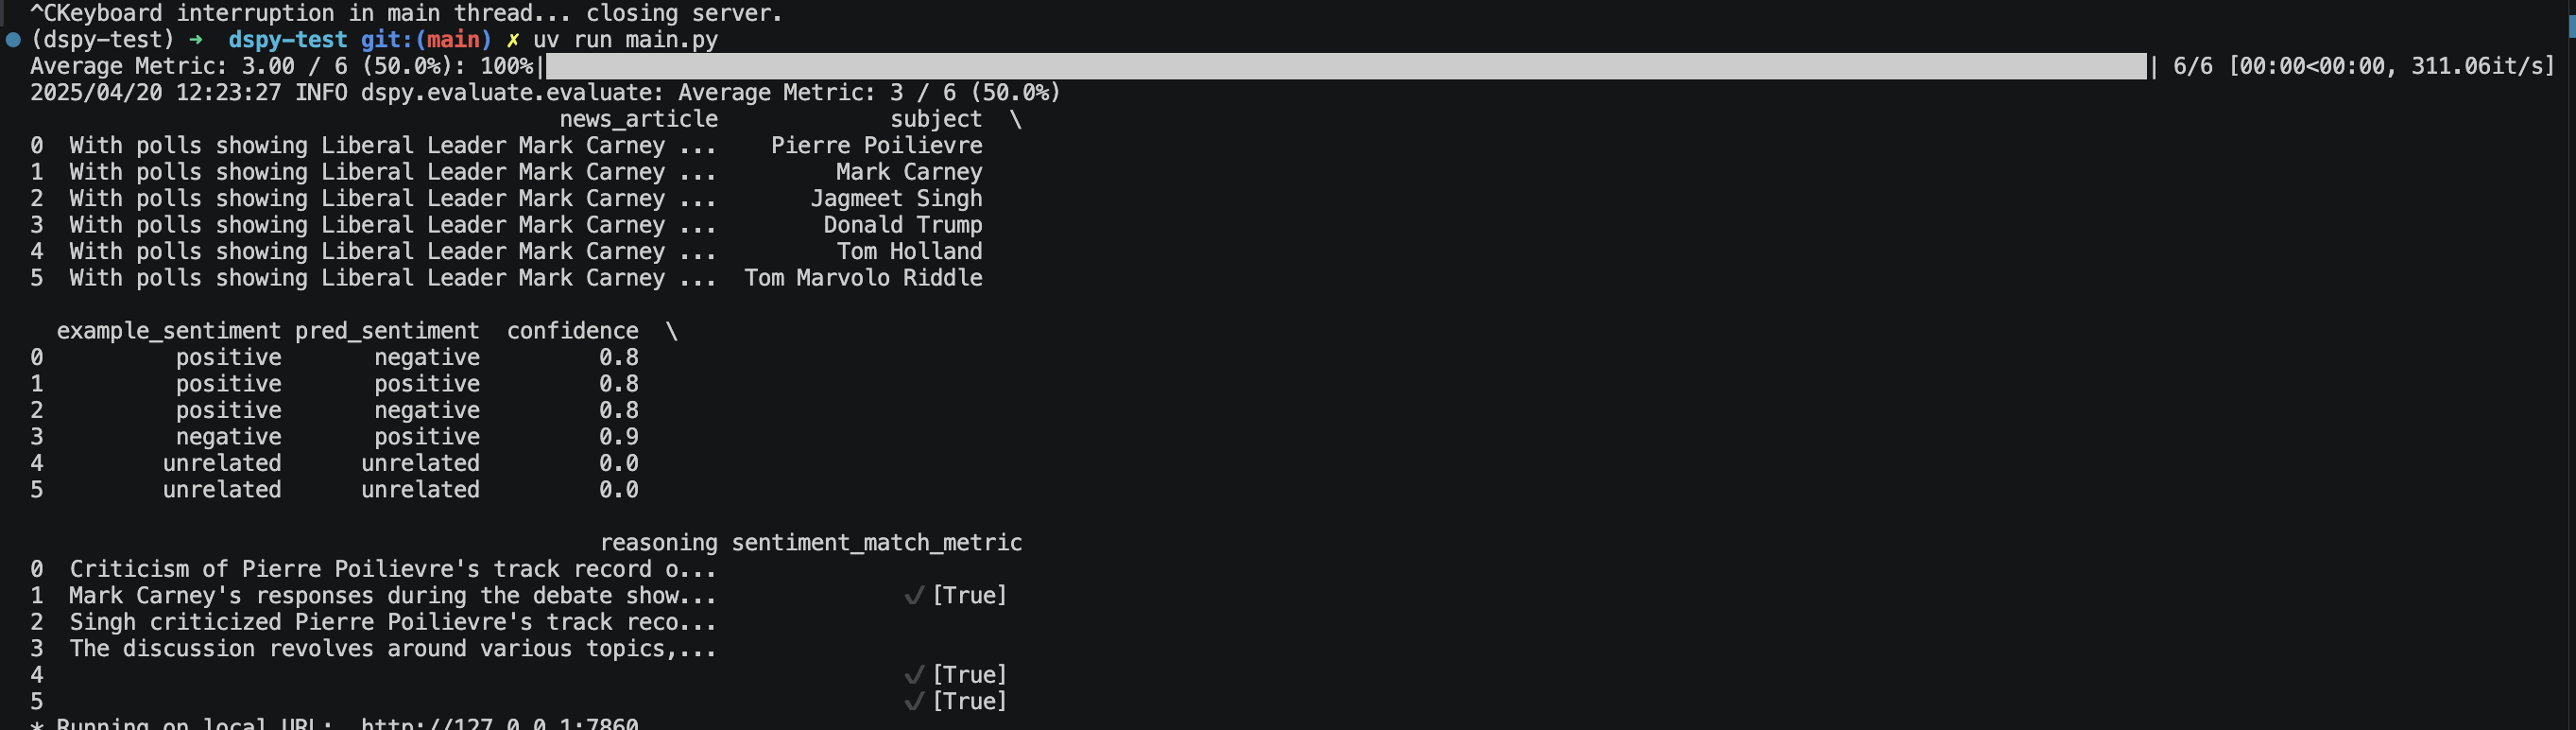 ^CKeyboard interruption in main thread... closing server.
(dspy-test) ➜  dspy-test git:(main) ✗ uv run main.py
Average Metric: 3.00 / 6 (50.0%): 100%|██████████| 6/6 [00:00<00:00, 311.06it/s]
2025/04/20 12:23:27 INFO dspy.evaluate.evaluate: Average Metric: 3 / 6 (50.0%)
                                        news_article             subject  \
0  With polls showing Liberal Leader Mark Carney ...    Pierre Poilievre
1  With polls showing Liberal Leader Mark Carney ...         Mark Carney
2  With polls showing Liberal Leader Mark Carney ...       Jagmeet Singh
3  With polls showing Liberal Leader Mark Carney ...        Donald Trump
4  With polls showing Liberal Leader Mark Carney ...         Tom Holland
5  With polls showing Liberal Leader Mark Carney ...  Tom Marvolo Riddle
  example_sentiment pred_sentiment  confidence  \
0          positive       negative         0.8
1          positive       positive         0.8
2          positive       negative         0.8
3          negative       positive         0.9
4         unrelated      unrelated         0.0
5         unrelated      unrelated         0.0
                                           reasoning sentiment_match_metric
0  Criticism of Pierre Poilievre's track record o...
1  Mark Carney's responses during the debate show...              ✔️ [True]
2  Singh criticized Pierre Poilievre's track reco...
3  The discussion revolves around various topics,...
4                                                                 ✔️ [True]
5                                                                 ✔️ [True]
* Running on local URL:  http://127.0.0.1:7860